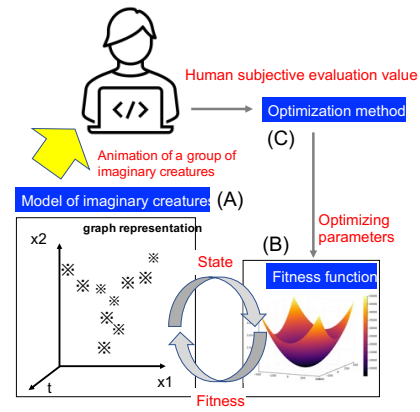 </>
Human subjective evaluation value
Optimization method
(C)
Animation of a group of
imaginary creatures
Model of imaginary creatures
(A)
graph representation
Optimizing
parameters
x2
(B)
State
Fitness function
x1
t
Fitness